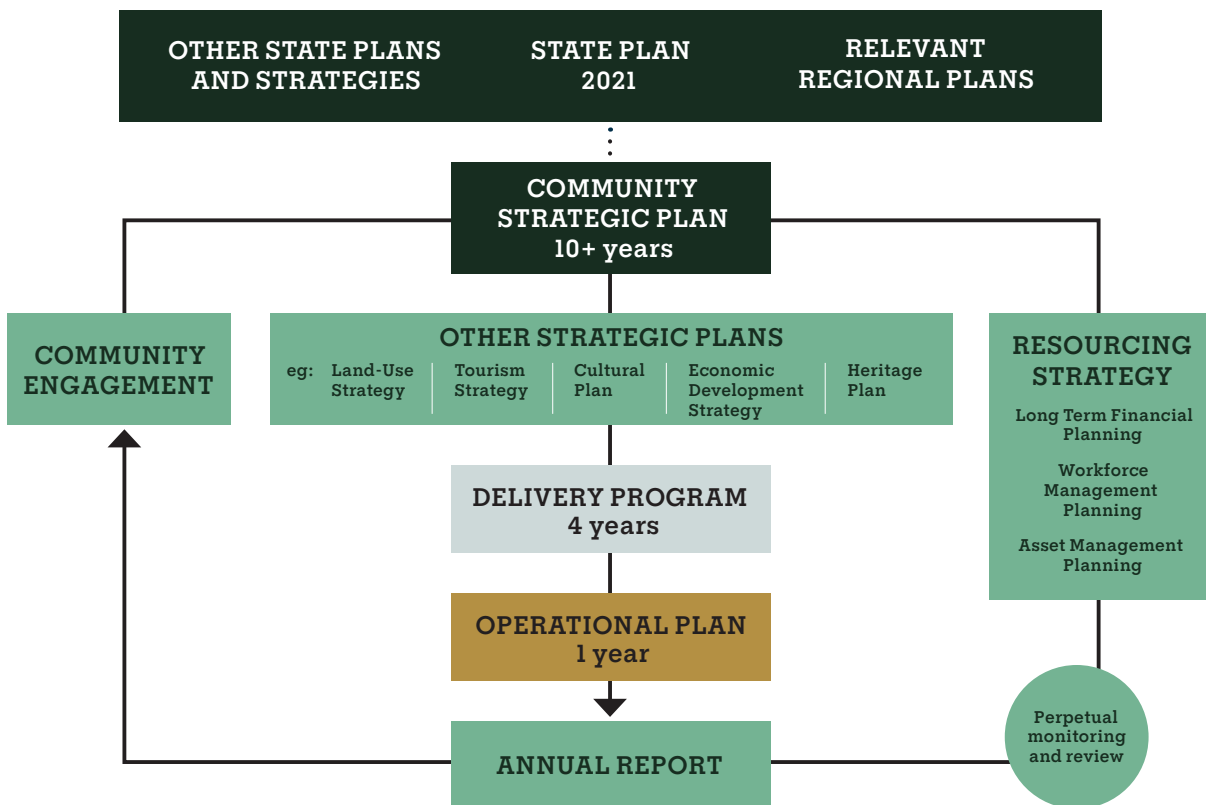 OTHER STATE PLANS
AND STRATEGIES
STATE PLAN
2021
RELEVANT
REGIONAL PLANS
COMMUNITY
STRATEGIC PLAN
10+ years
COMMUNITY
ENGAGEMENT
OTHER STRATEGIC PLANS
eg:
Land-Use
Strategy
Tourism
Strategy
Cultural
Plan
Economic
Development
Strategy
Heritage
Plan
RESOURCING
STRATEGY
Long Term Financial
Planning
Workforce
Management
Planning
Asset Management
Planning
DELIVERY PROGRAM
4 years
OPERATIONAL PLAN
1 year
ANNUAL REPORT
Perpetual
monitoring
and review